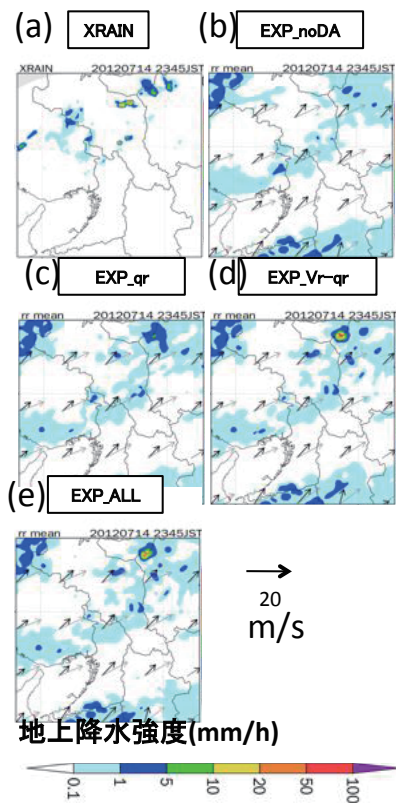 (a) XRAIN (b) EXP_noDA
XRAIN 20120714 2345JST rr mean 20120714 2345JST
(c) EXP_qr (d) EXP_Vr-qr
rr mean 20120714 2345JST rr mean 20120714 2345JST
(e) EXP_ALL
rr mean 20120714 2345JST
20
m/s
地上降水強度(mm/h)
0.1 1 5 10 20 50 100